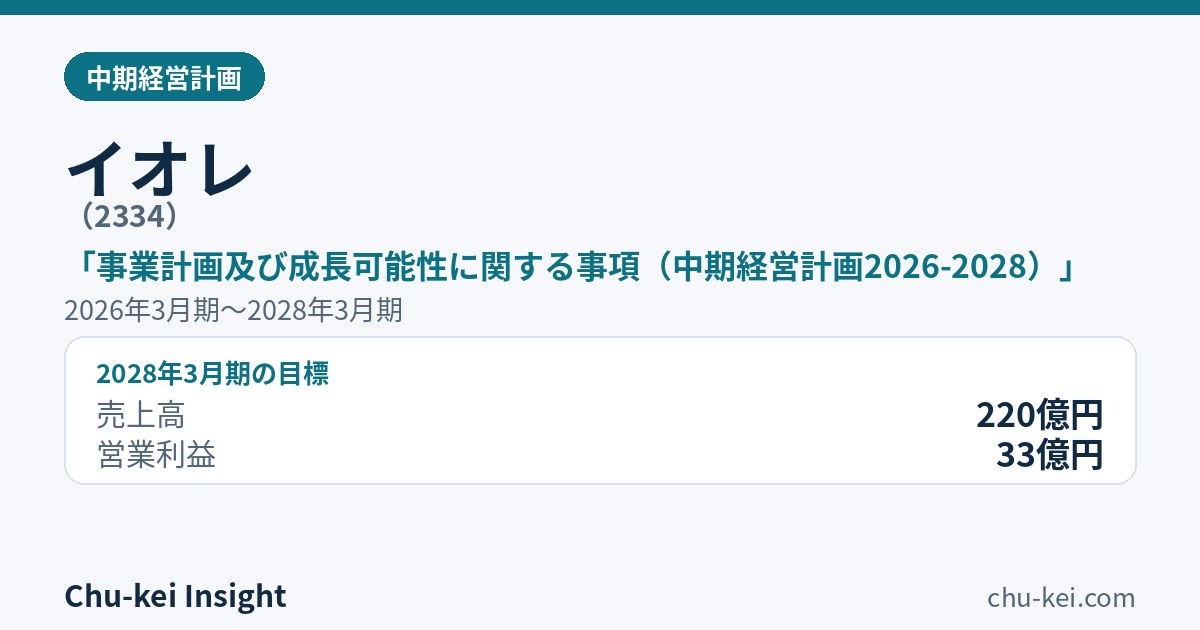 中期経営計画
イオレ
（2334）
「事業計画及び成長可能性に関する事項（中期経営計画2026-2028）」
2026年3月期〜2028年3月期
2028年3月期の目標
売上高 220億円
営業利益 33億円
Chu-kei Insight chu-kei.com